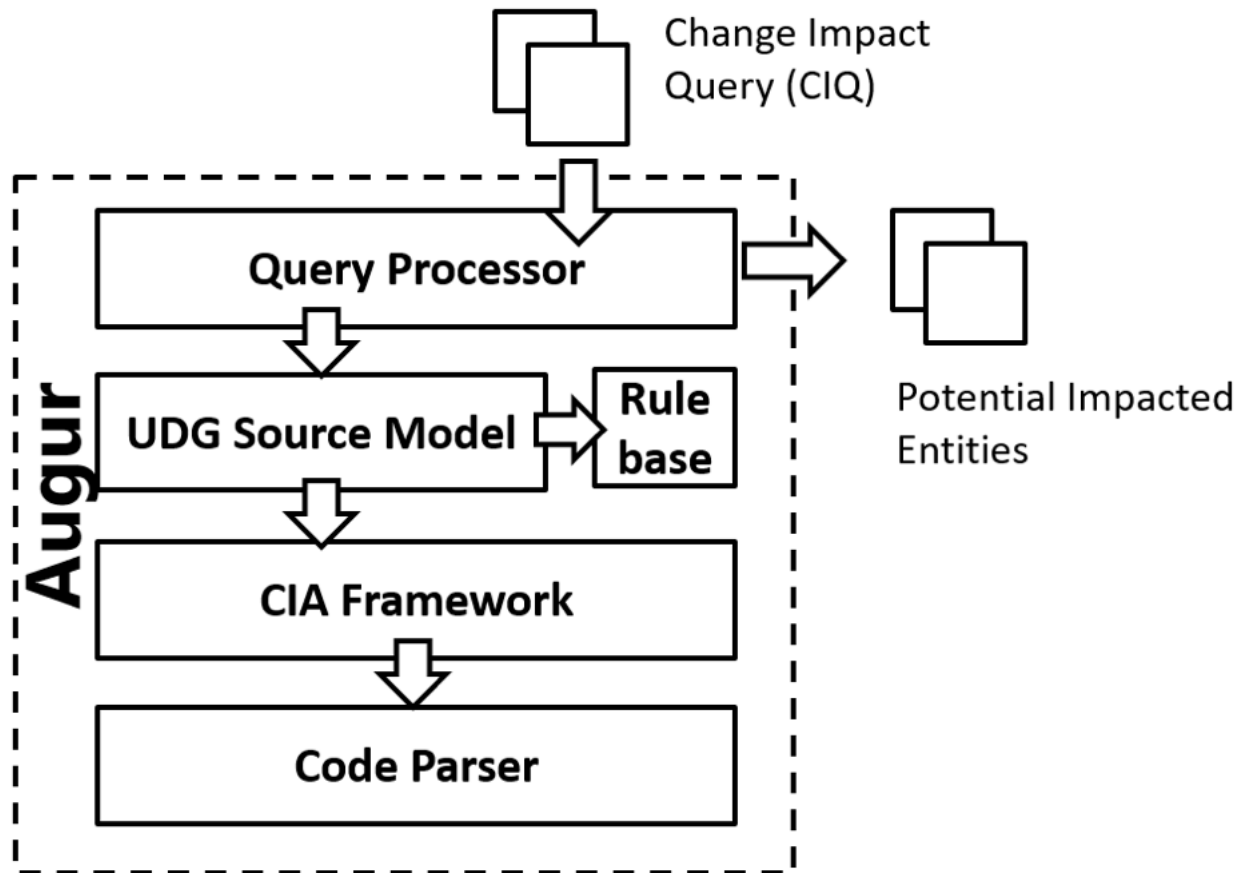 Change Impact
Query (CIQ)
Query Processor
UDG Source Model
Rule
base
Augur
Potential Impacted
Entities
CIA Framework
Code Parser